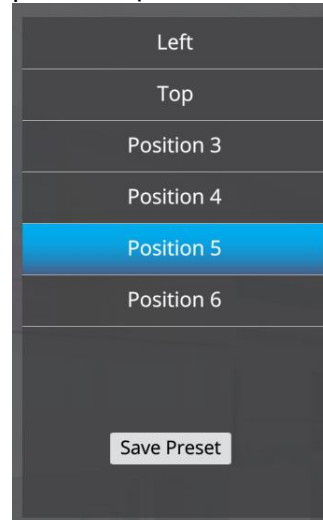 Left
Top
Position 3
Position 4
Position 5
Position 6
Save Preset